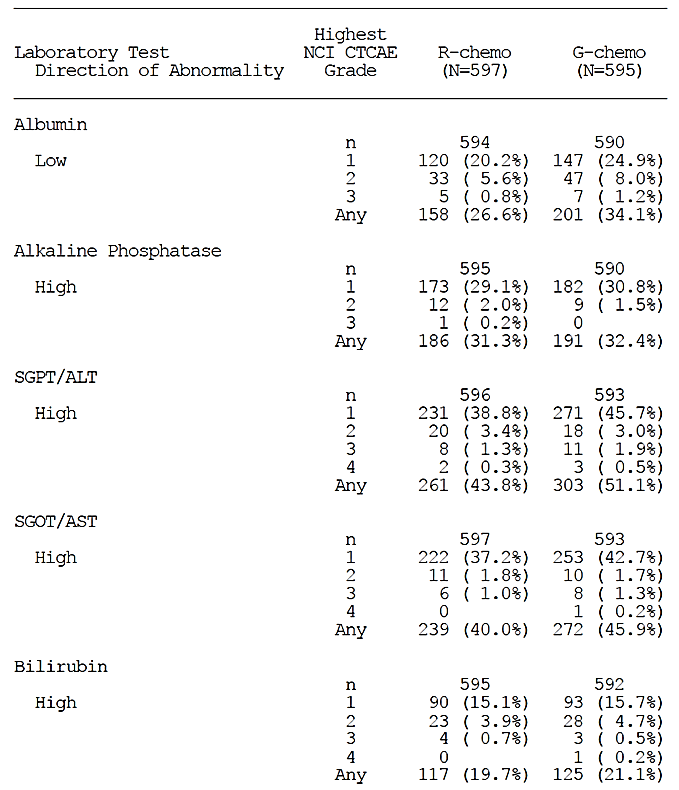 Highest
Laboratory Test NCI CTCAE R-chemo G-chemo
Direction of Abnormality Grade (N=597) (N=595)
Albumin
n 594 590
Low 1 120 (20.2%) 147 (24.9%)
2 33 ( 5.6%) 47 ( 8.0%)
3 5 ( 0.8%) 7 ( 1.2%)
Any 158 (26.6%) 201 (34.1%)
Alkaline Phosphatase
n 595 590
High 1 173 (29.1%) 182 (30.8%)
2 12 ( 2.0%) 9 ( 1.5%)
3 1 ( 0.2%) 0
Any 186 (31.3%) 191 (32.4%)
SGPT/ALT
n 596 593
High 1 231 (38.8%) 271 (45.7%)
2 20 ( 3.4%) 18 ( 3.0%)
3 8 ( 1.3%) 11 ( 1.9%)
4 2 ( 0.3%) 3 ( 0.5%)
Any 261 (43.8%) 303 (51.1%)
SGOT/AST
n 597 593
High 1 222 (37.2%) 253 (42.7%)
2 11 ( 1.8%) 10 ( 1.7%)
3 6 ( 1.0%) 8 ( 1.3%)
4 0 1 ( 0.2%)
Any 239 (40.0%) 272 (45.9%)
Bilirubin
n 595 592
High 1 90 (15.1%) 93 (15.7%)
2 23 ( 3.9%) 28 ( 4.7%)
3 4 ( 0.7%) 3 ( 0.5%)
4 0 1 ( 0.2%)
Any 117 (19.7%) 125 (21.1%)